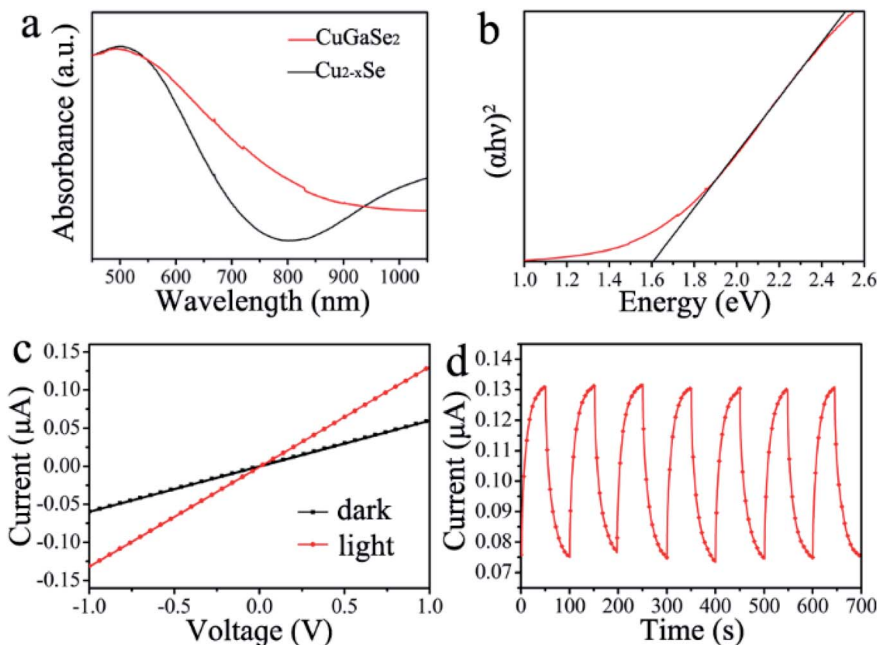 a
CuGaSe2
Cu2-xSe
Absorbance (a.u.)
500 600 700 800 900 1000
Wavelength (nm)
b
(αhν)2
1.0 1.2 1.4 1.6 1.8 2.0 2.2 2.4 2.6
Energy (eV)
c
0.15
0.10
0.05
0.00
-0.05
-0.10
-0.15
Current (μA)
dark
light
-1.0 -0.5 0.0 0.5 1.0
Voltage (V)
d
0.14
0.13
0.12
0.11
0.10
0.09
0.08
0.07
Current (μA)
0 100 200 300 400 500 600 700
Time (s)